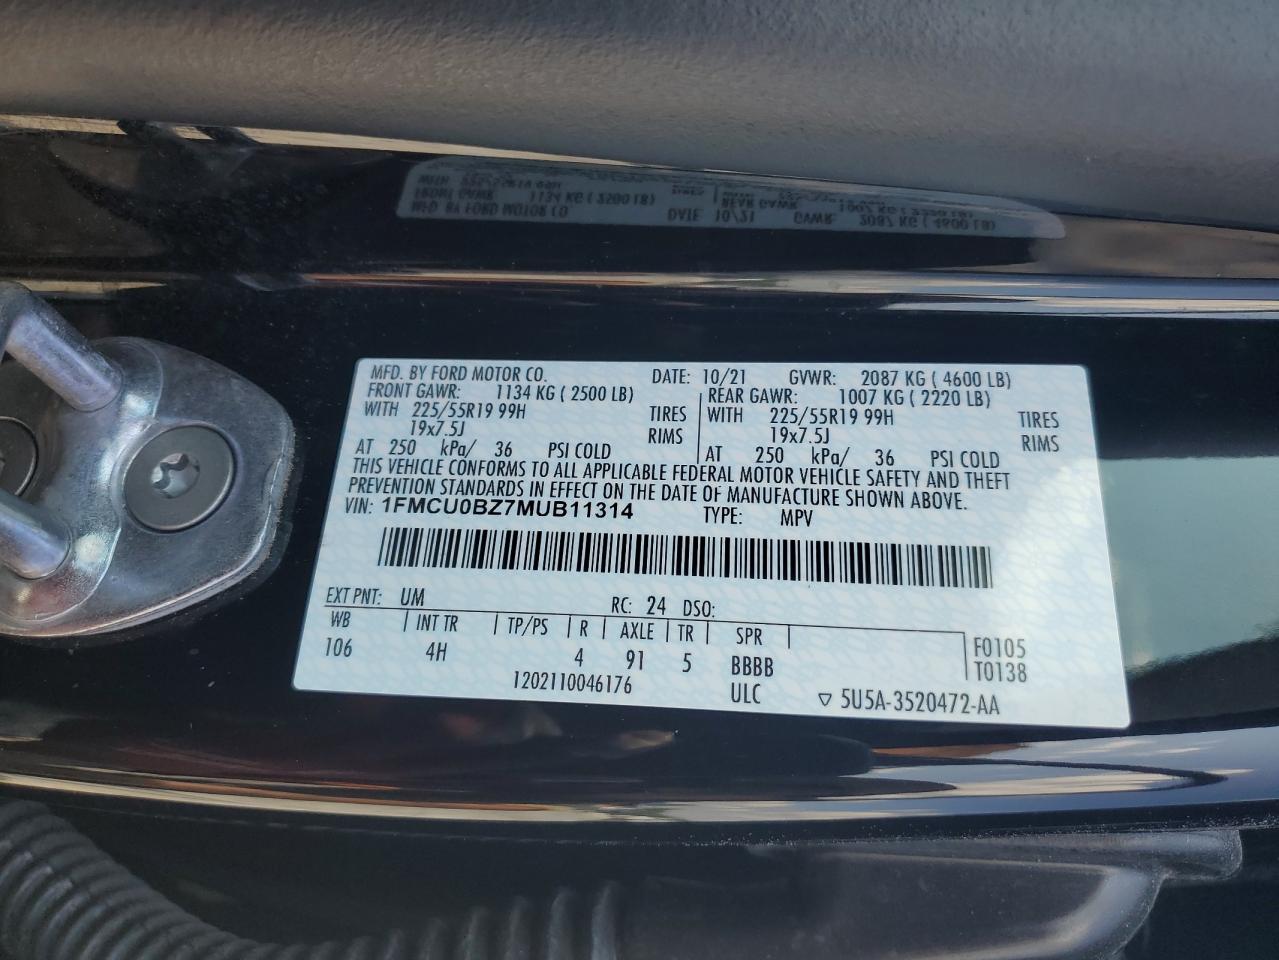 MFD. BY FORD MOTOR CO. DATE: 10/21 GVWR: 2087 KG ( 4600 LB)
FRONT GAWR: 1134 KG ( 2500 LB) REAR GAWR: 1007 KG ( 2220 LB)
WITH 225/55R19 99H TIRES WITH 225/55R19 99H TIRES
19x7.5J RIMS 19x7.5J RIMS
AT 250 kPa/ 36 PSI COLD AT 250 kPa/ 36 PSI COLD
THIS VEHICLE CONFORMS TO ALL APPLICABLE FEDERAL MOTOR VEHICLE SAFETY AND THEFT
PREVENTION STANDARDS IN EFFECT ON THE DATE OF MANUFACTURE SHOWN ABOVE.
VIN: 1FMCU0BZ7MUB11314 TYPE: MPV
EXT PNT: UM RC: 24 DSO:
WB INT TR TP/PS R AXLE TR SPR F0105
106 4H 4 91 5 BBBB T0138
1202110046176 ULC ▽ 5U5A-3520472-AA